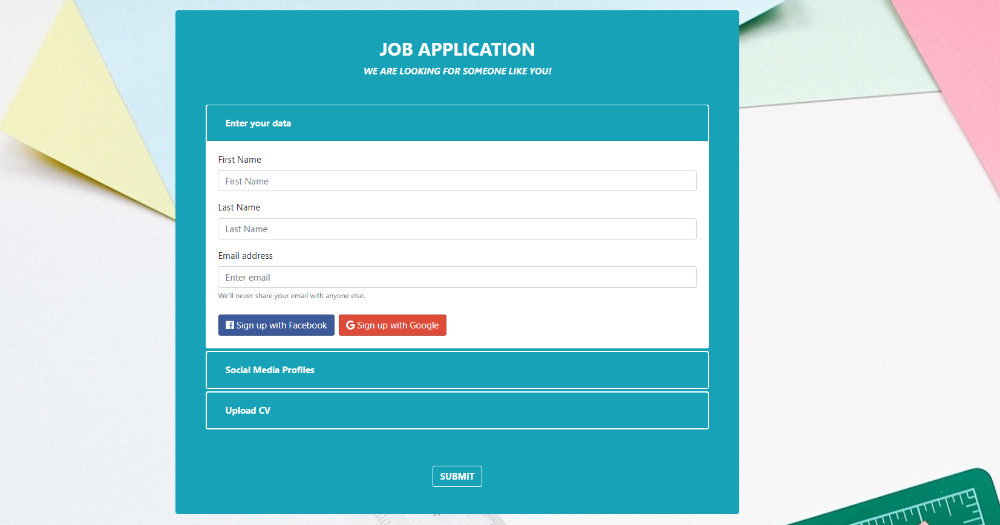 JOB APPLICATION
WE ARE LOOKING FOR SOMEONE LIKE YOU!
Enter your data
First Name
First Name
Last Name
Last Name
Email address
Enter email
We'll never share your email with anyone else.
Sign up with Facebook Sign up with Google
Social Media Profiles
Upload CV
SUBMIT